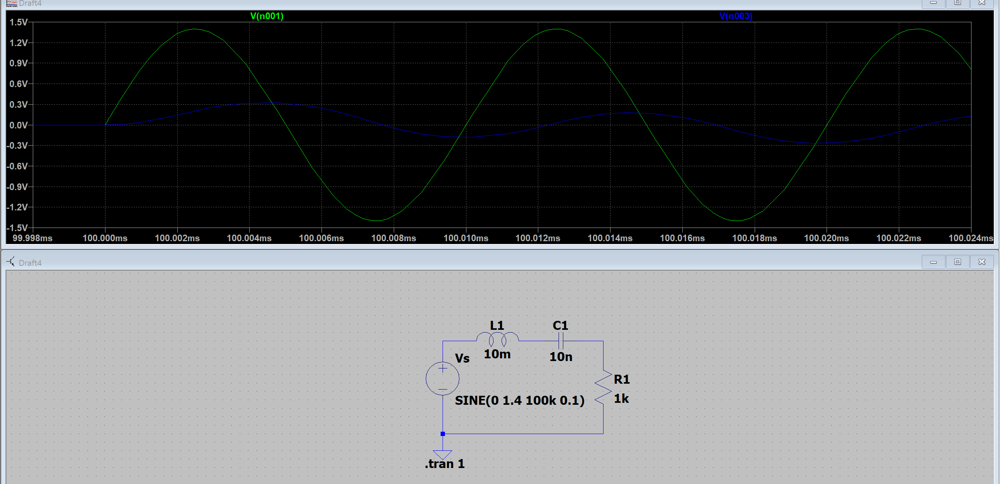 Draft4
V(n001) V(n003)
1.5V
1.2V
0.9V
0.6V
0.3V
0.0V
-0.3V
-0.6V
-0.9V
-1.2V
-1.5V
99.998ms 100.000ms 100.002ms 100.004ms 100.006ms 100.008ms 100.010ms 100.012ms 100.014ms 100.016ms 100.018ms 100.020ms 100.022ms 100.024ms
Draft4
L1 C1
10m 10n
Vs
R1
SINE(0 1.4 100k 0.1) 1k
.tran 1